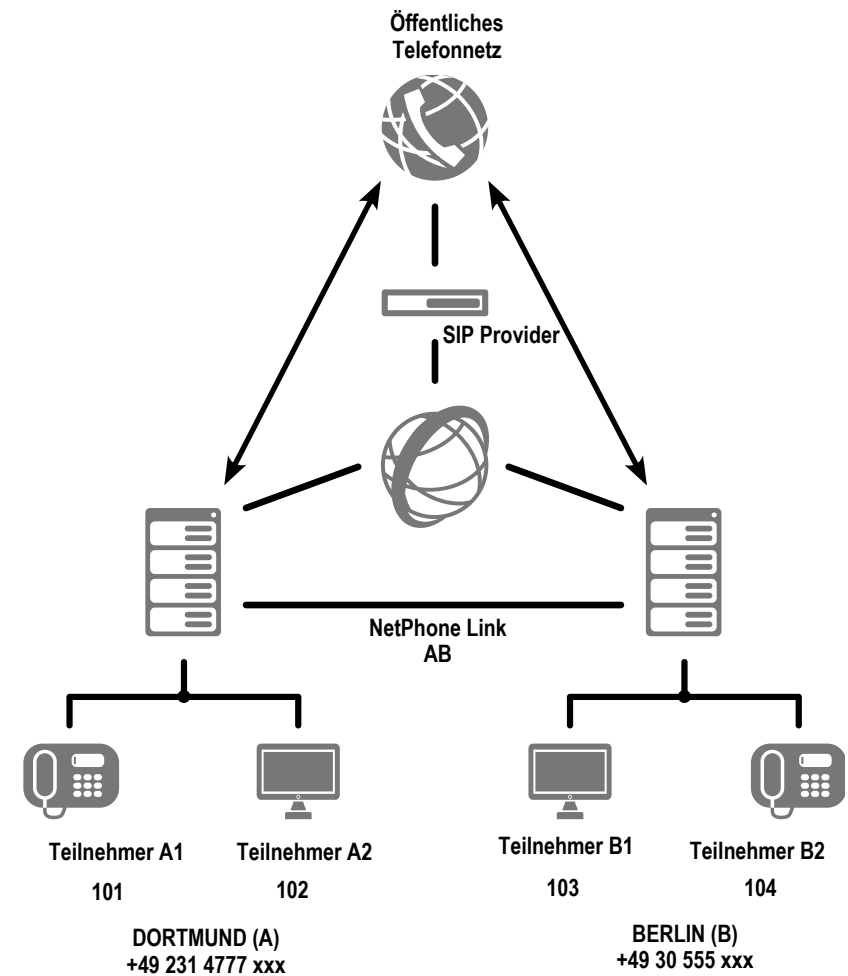 Öffentliches
Telefonnetz
SIP Provider
NetPhone Link
AB
Teilnehmer A1
101
Teilnehmer A2
102
Teilnehmer B1
103
Teilnehmer B2
104
DORTMUND (A)
+49 231 4777 xxx
BERLIN (B)
+49 30 555 xxx